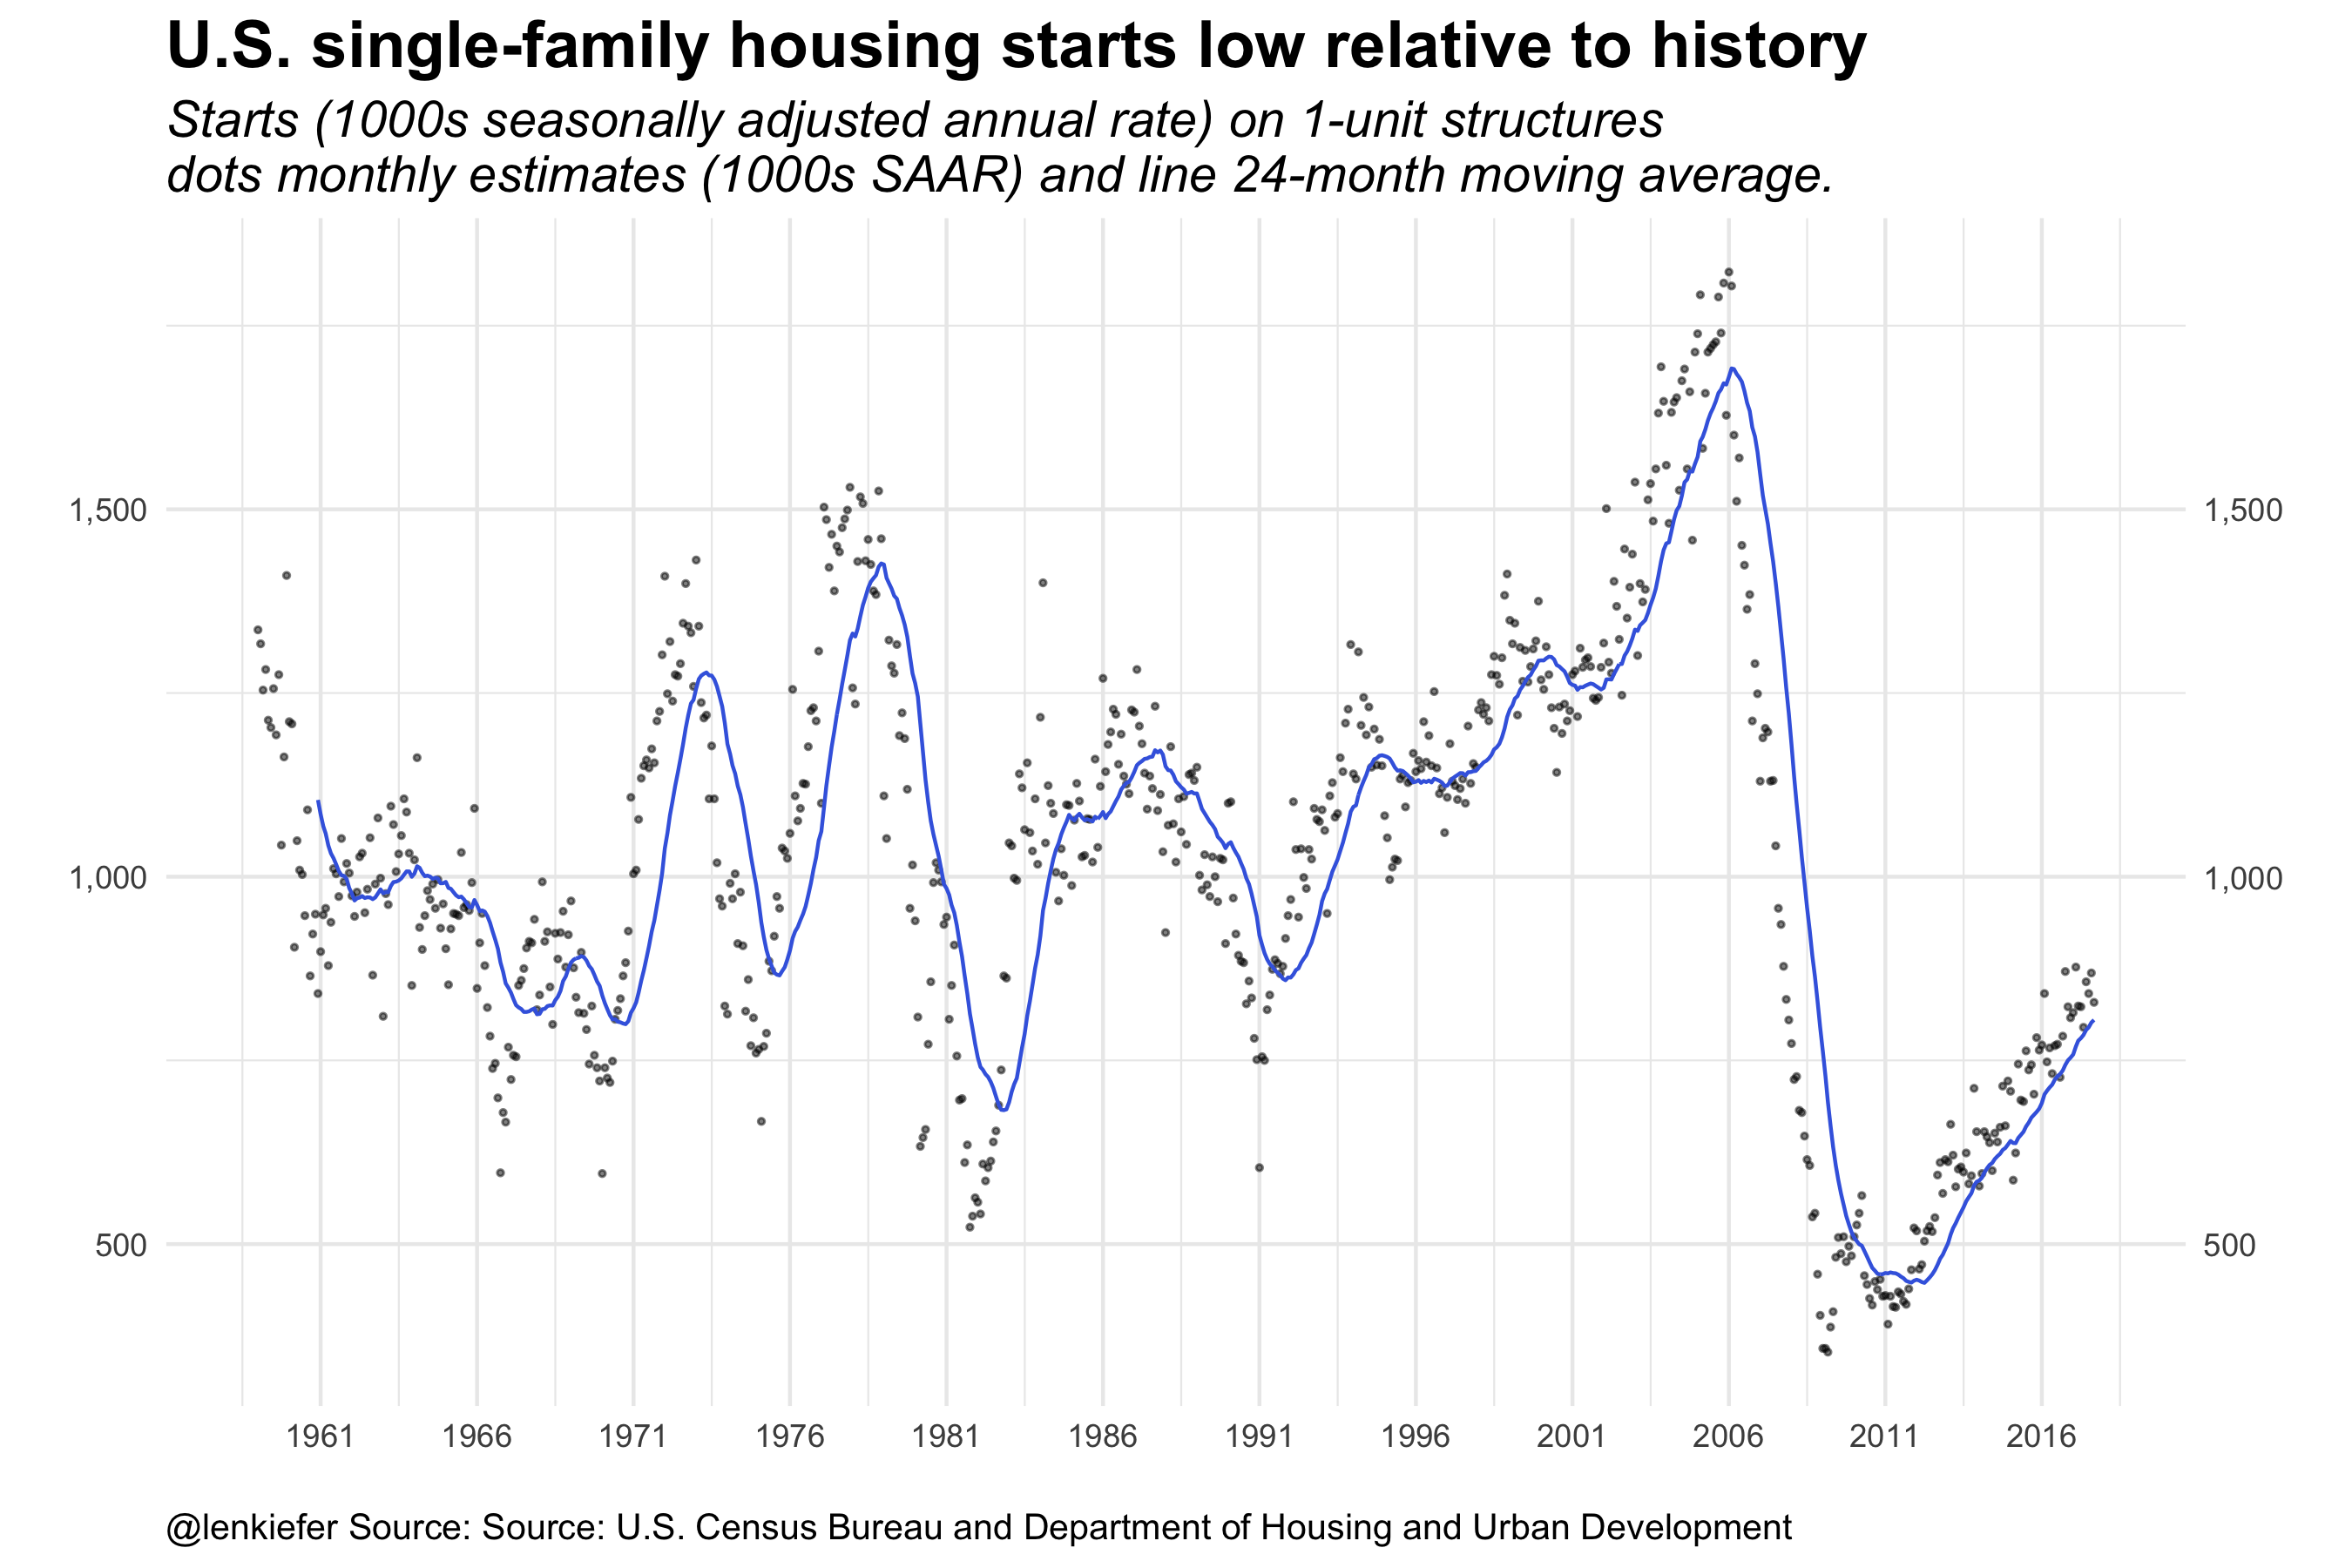 U.S. single-family housing starts low relative to history
Starts (1000s seasonally adjusted annual rate) on 1-unit structures
dots monthly estimates (1000s SAAR) and line 24-month moving average.
1,500 1,500
1,000 1,000
500 500
1961 1966 1971 1976 1981 1986 1991 1996 2001 2006 2011 2016
@lenkiefer Source: Source: U.S. Census Bureau and Department of Housing and Urban Development